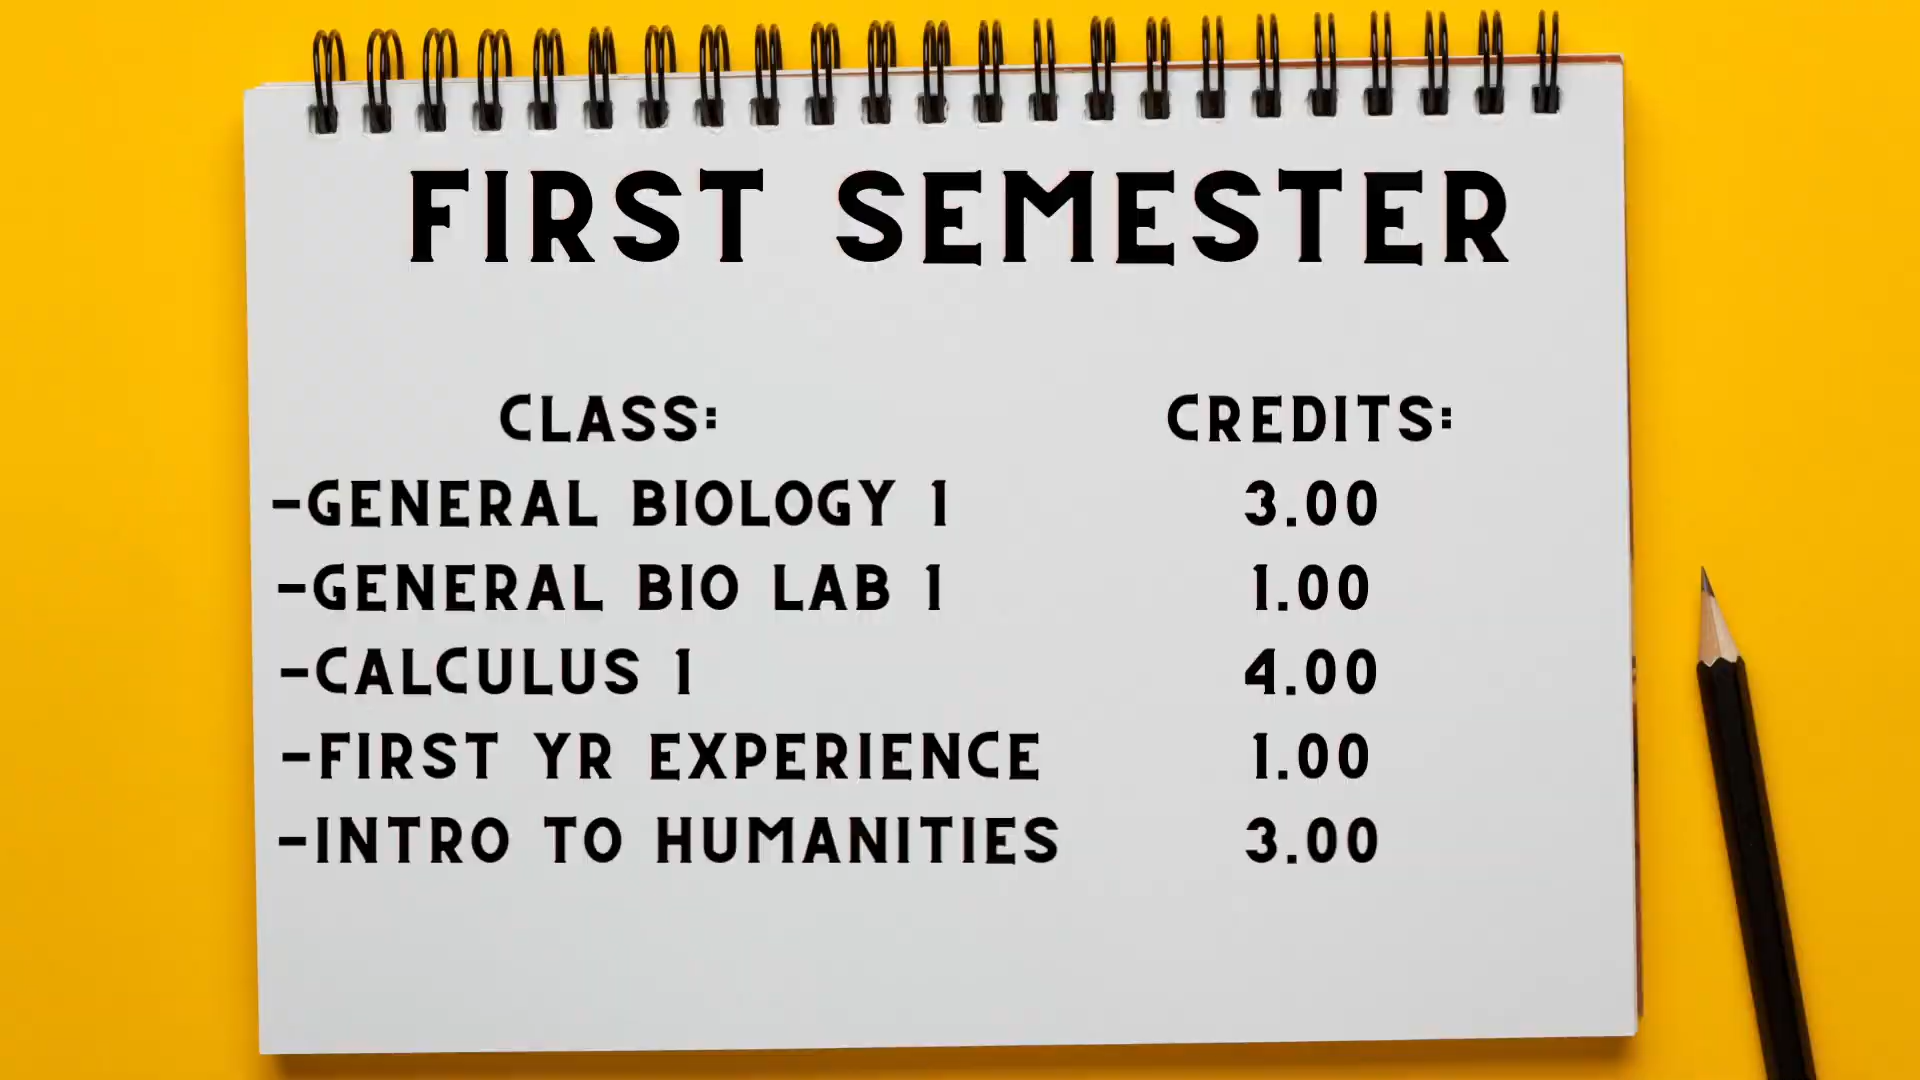 FIRST SEMESTER
CLASS: CREDITS:
-GENERAL BIOLOGY 1 3.00
-GENERAL BIO LAB 1 1.00
-CALCULUS 1 4.00
-FIRST YR EXPERIENCE 1.00
-INTRO TO HUMANITIES 3.00